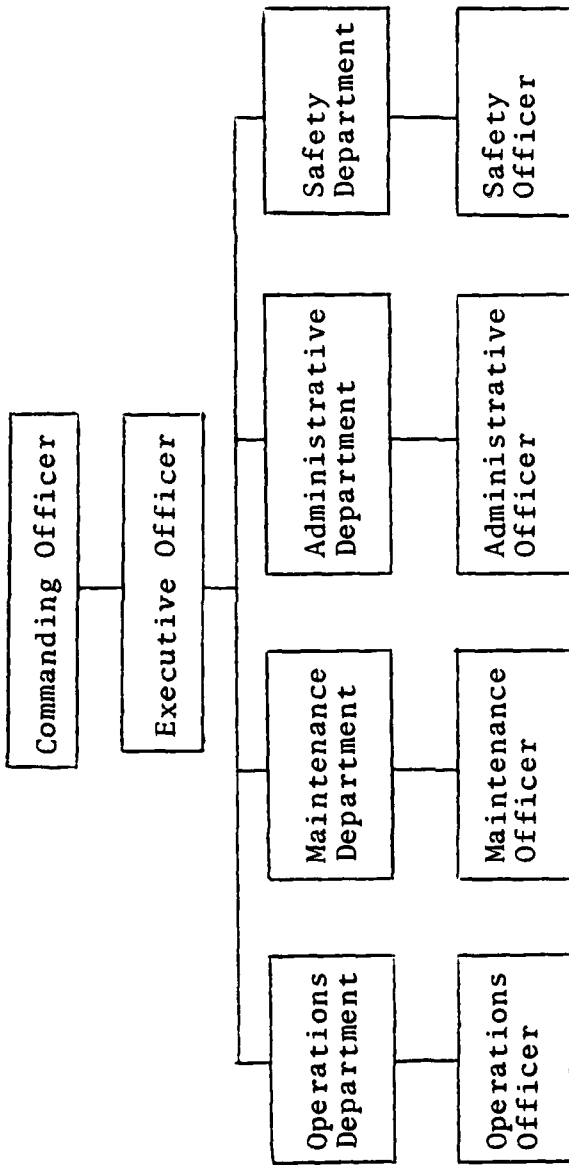 Commanding Officer
Executive Officer
Operations
Department
Maintenance
Department
Administrative
Department
Safety
Department
Operations
Officer
Maintenance
Officer
Administrative
Officer
Safety
Officer